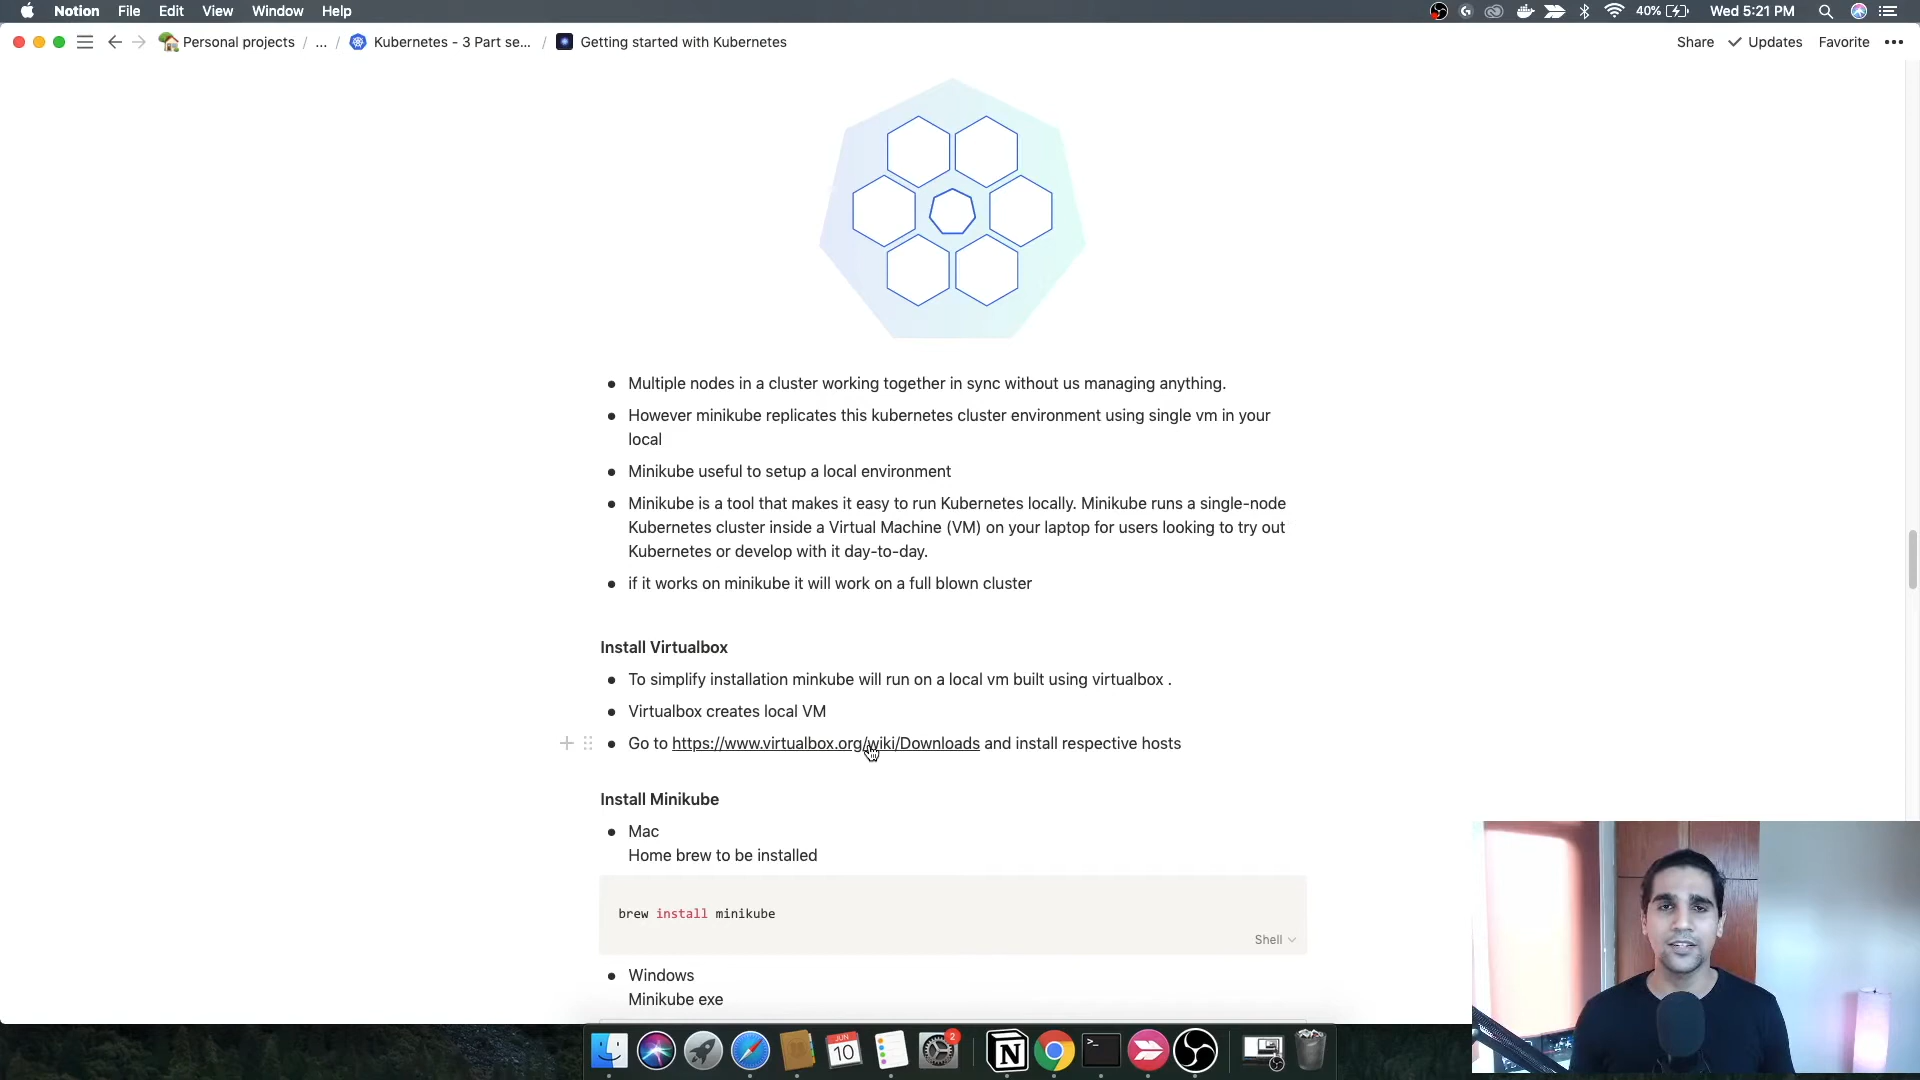 Notion File Edit View Window Help
40% Wed 5:21 PM
Personal projects / ... / Kubernetes - 3 Part se... / Getting started with Kubernetes
Share Updates Favorite
Multiple nodes in a cluster working together in sync without us managing anything.
However minikube replicates this kubernetes cluster environment using single vm in your
local
Minikube useful to setup a local environment
Minikube is a tool that makes it easy to run Kubernetes locally. Minikube runs a single-node
Kubernetes cluster inside a Virtual Machine (VM) on your laptop for users looking to try out
Kubernetes or develop with it day-to-day.
if it works on minikube it will work on a full blown cluster
Install Virtualbox
To simplify installation minkube will run on a local vm built using virtualbox .
Virtualbox creates local VM
Go to https://www.virtualbox.org/wiki/Downloads and install respective hosts
Install Minikube
Mac
Home brew to be installed
brew install minikube
Shell
Windows
Minikube exe
JUN
10
2